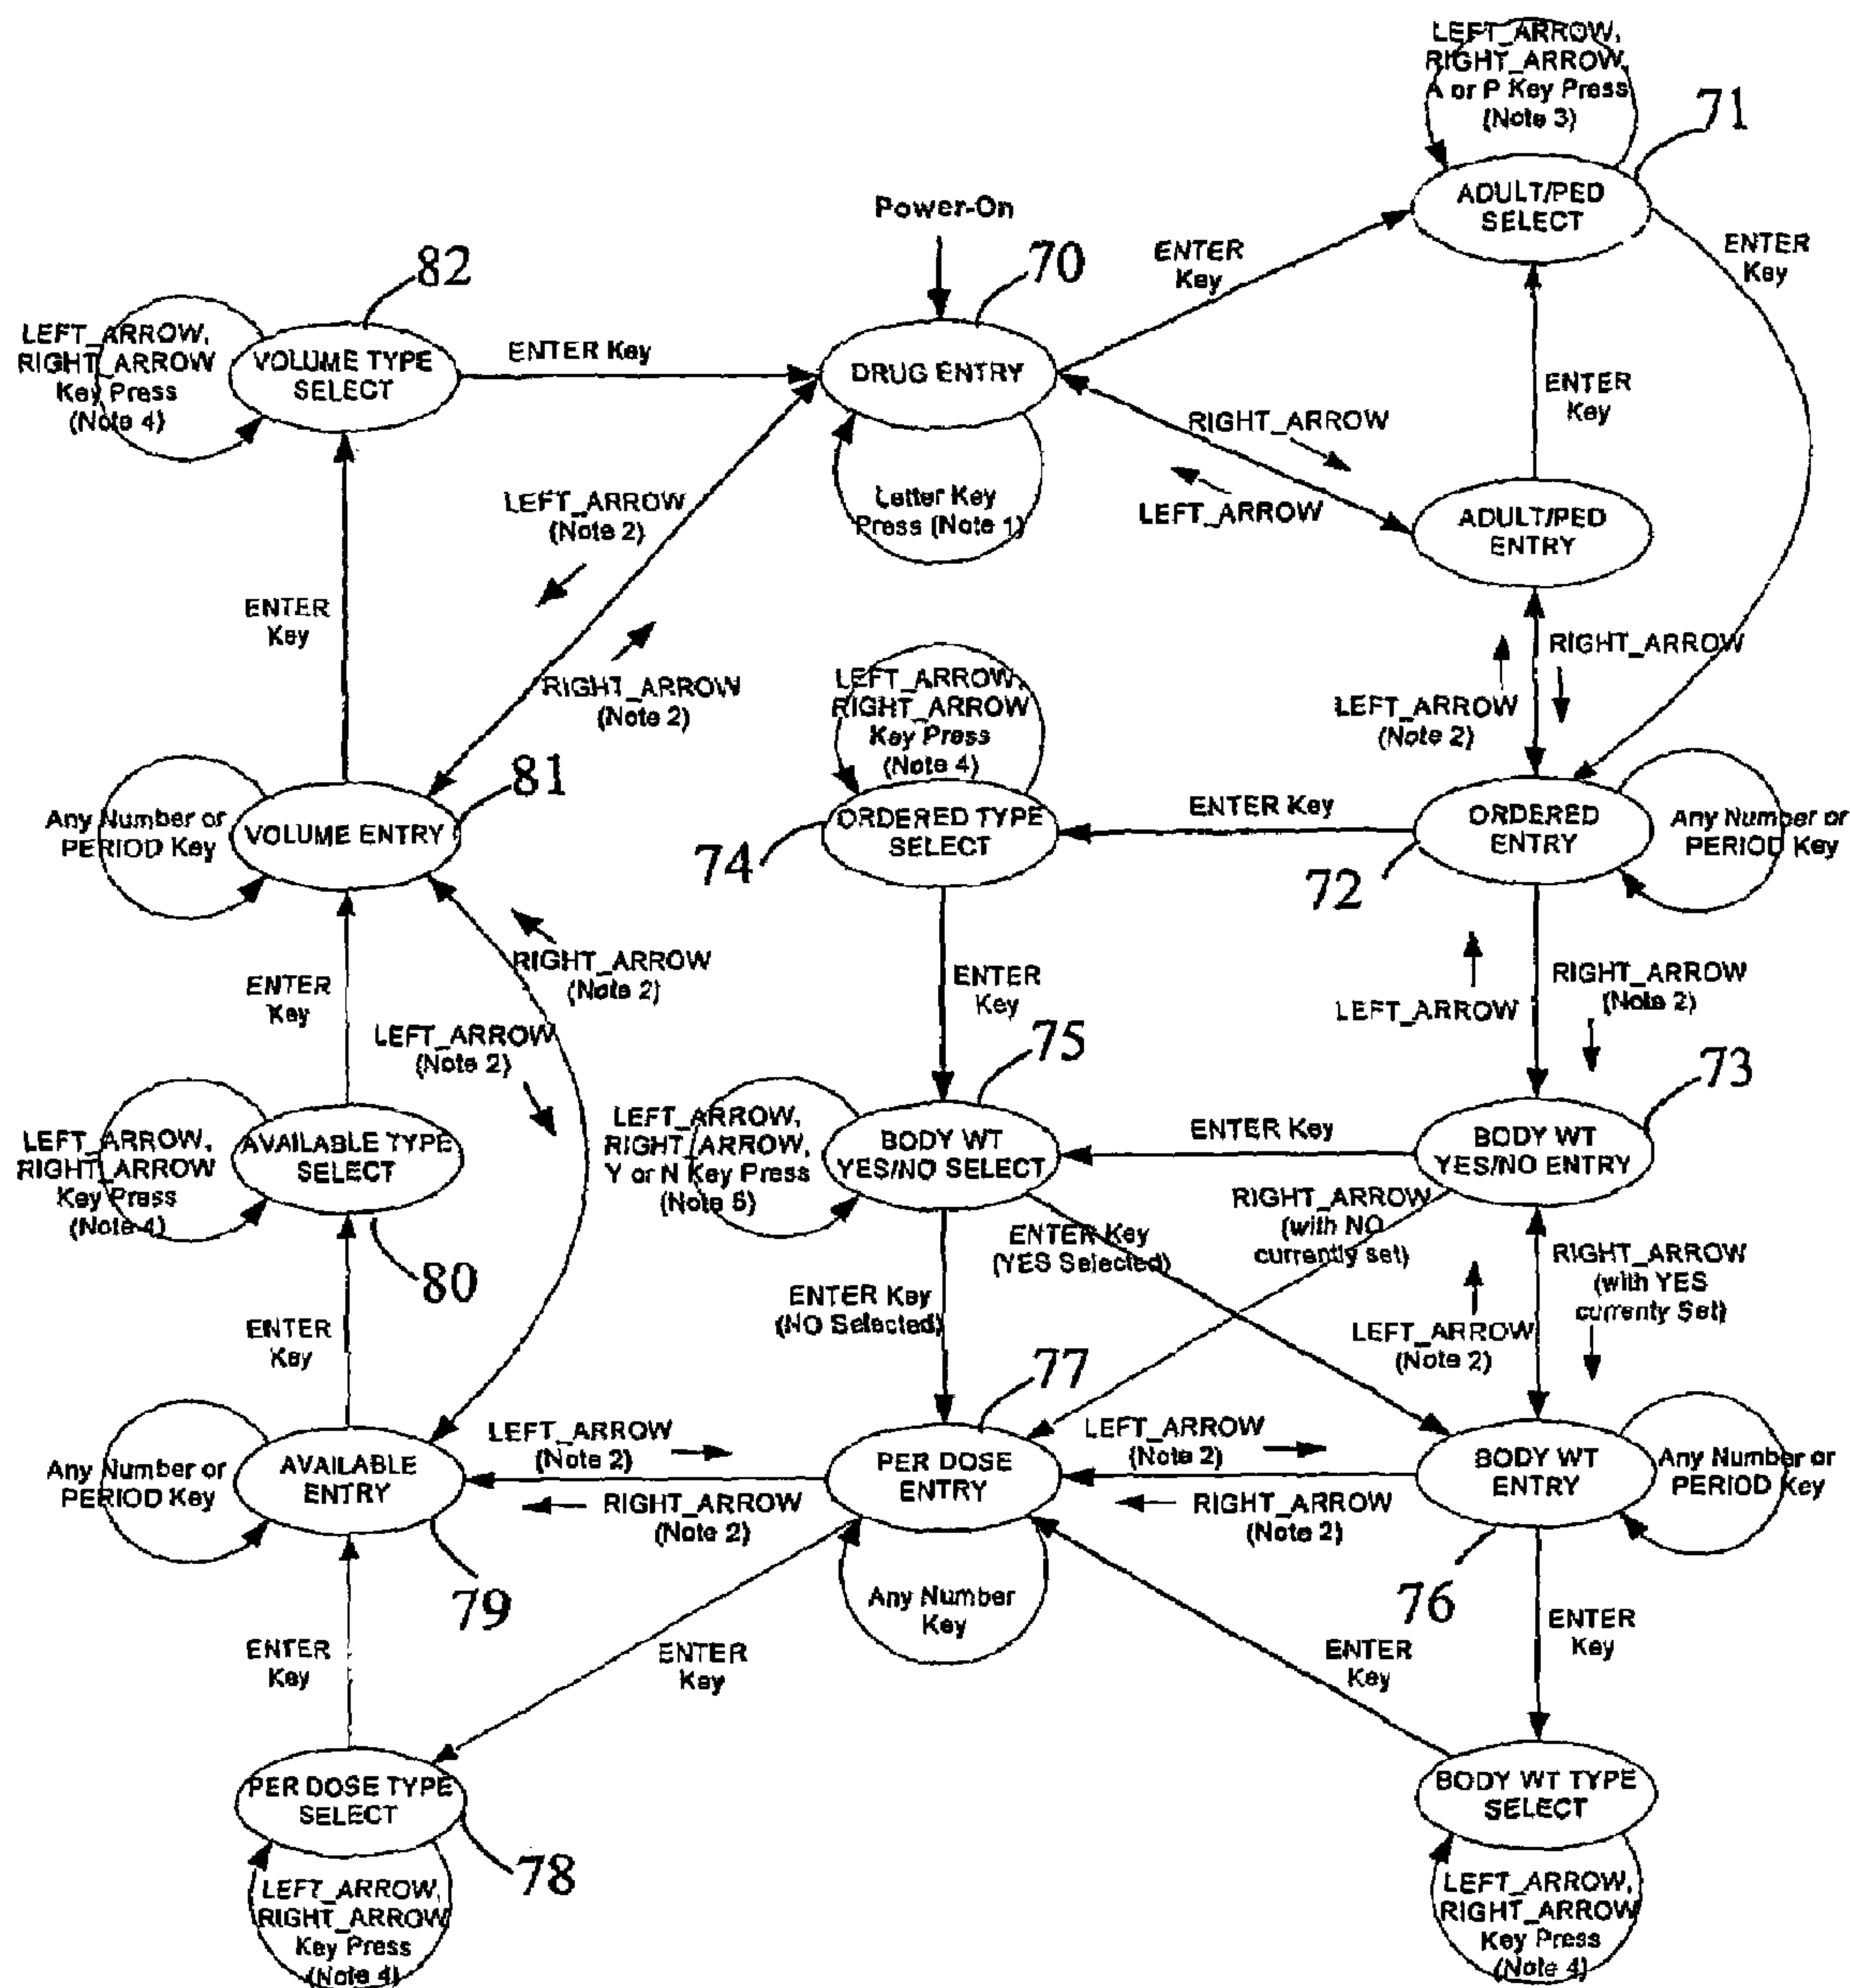 LEFT_ARROW,
RIGHT_ARROW,
A or P Key Press
(Note 3)
71
ADULT/PED
SELECT
Power-On
70
ENTER
Key
ENTER
Key
82
LEFT_ARROW,
RIGHT_ARROW
Key Press
(Note 4)
VOLUME TYPE
SELECT
ENTER Key
DRUG ENTRY
ENTER
Key
RIGHT_ARROW
LEFT_ARROW
Letter Key
Press (Note 1)
LEFT_ARROW
(Note 2)
ADULT/PED
ENTRY
ENTER
Key
RIGHT_ARROW
(Note 2)
LEFT_ARROW,
RIGHT_ARROW
Key Press
(Note 4)
RIGHT_ARROW
LEFT_ARROW
(Note 2)
81
Any Number or
PERIOD Key
VOLUME ENTRY
74
ORDERED TYPE
SELECT
ENTER Key
ORDERED
ENTRY
72
Any Number or
PERIOD Key
RIGHT_ARROW
(Note 2)
ENTER
Key
LEFT_ARROW
(Note 2)
ENTER
Key
LEFT_ARROW
RIGHT_ARROW
(Note 2)
75
73
LEFT_ARROW,
RIGHT_ARROW
Key Press
(Note 4)
AVAILABLE TYPE
SELECT
80
LEFT_ARROW,
RIGHT_ARROW,
Y or N Key Press
(Note 5)
BODY WT
YES/NO SELECT
ENTER Key
BODY WT
YES/NO ENTRY
RIGHT_ARROW
(with NO
currently set)
ENTER Key
(YES Selected)
RIGHT_ARROW
(with YES
currenty Set)
ENTER Key
(NO Selected)
LEFT_ARROW
(Note 2)
ENTER
Key
77
Any Number or
PERIOD Key
AVAILABLE
ENTRY
79
LEFT_ARROW
(Note 2)
RIGHT_ARROW
(Note 2)
PER DOSE
ENTRY
LEFT_ARROW
(Note 2)
RIGHT_ARROW
(Note 2)
BODY WT
ENTRY
76
Any Number or
PERIOD Key
Any Number
Key
ENTER
Key
ENTER
Key
ENTER
Key
ENTER
Key
PER DOSE TYPE
SELECT
78
LEFT_ARROW,
RIGHT_ARROW
Key Press
(Note 4)
BODY WT TYPE
SELECT
LEFT_ARROW,
RIGHT_ARROW
Key Press
(Note 4)